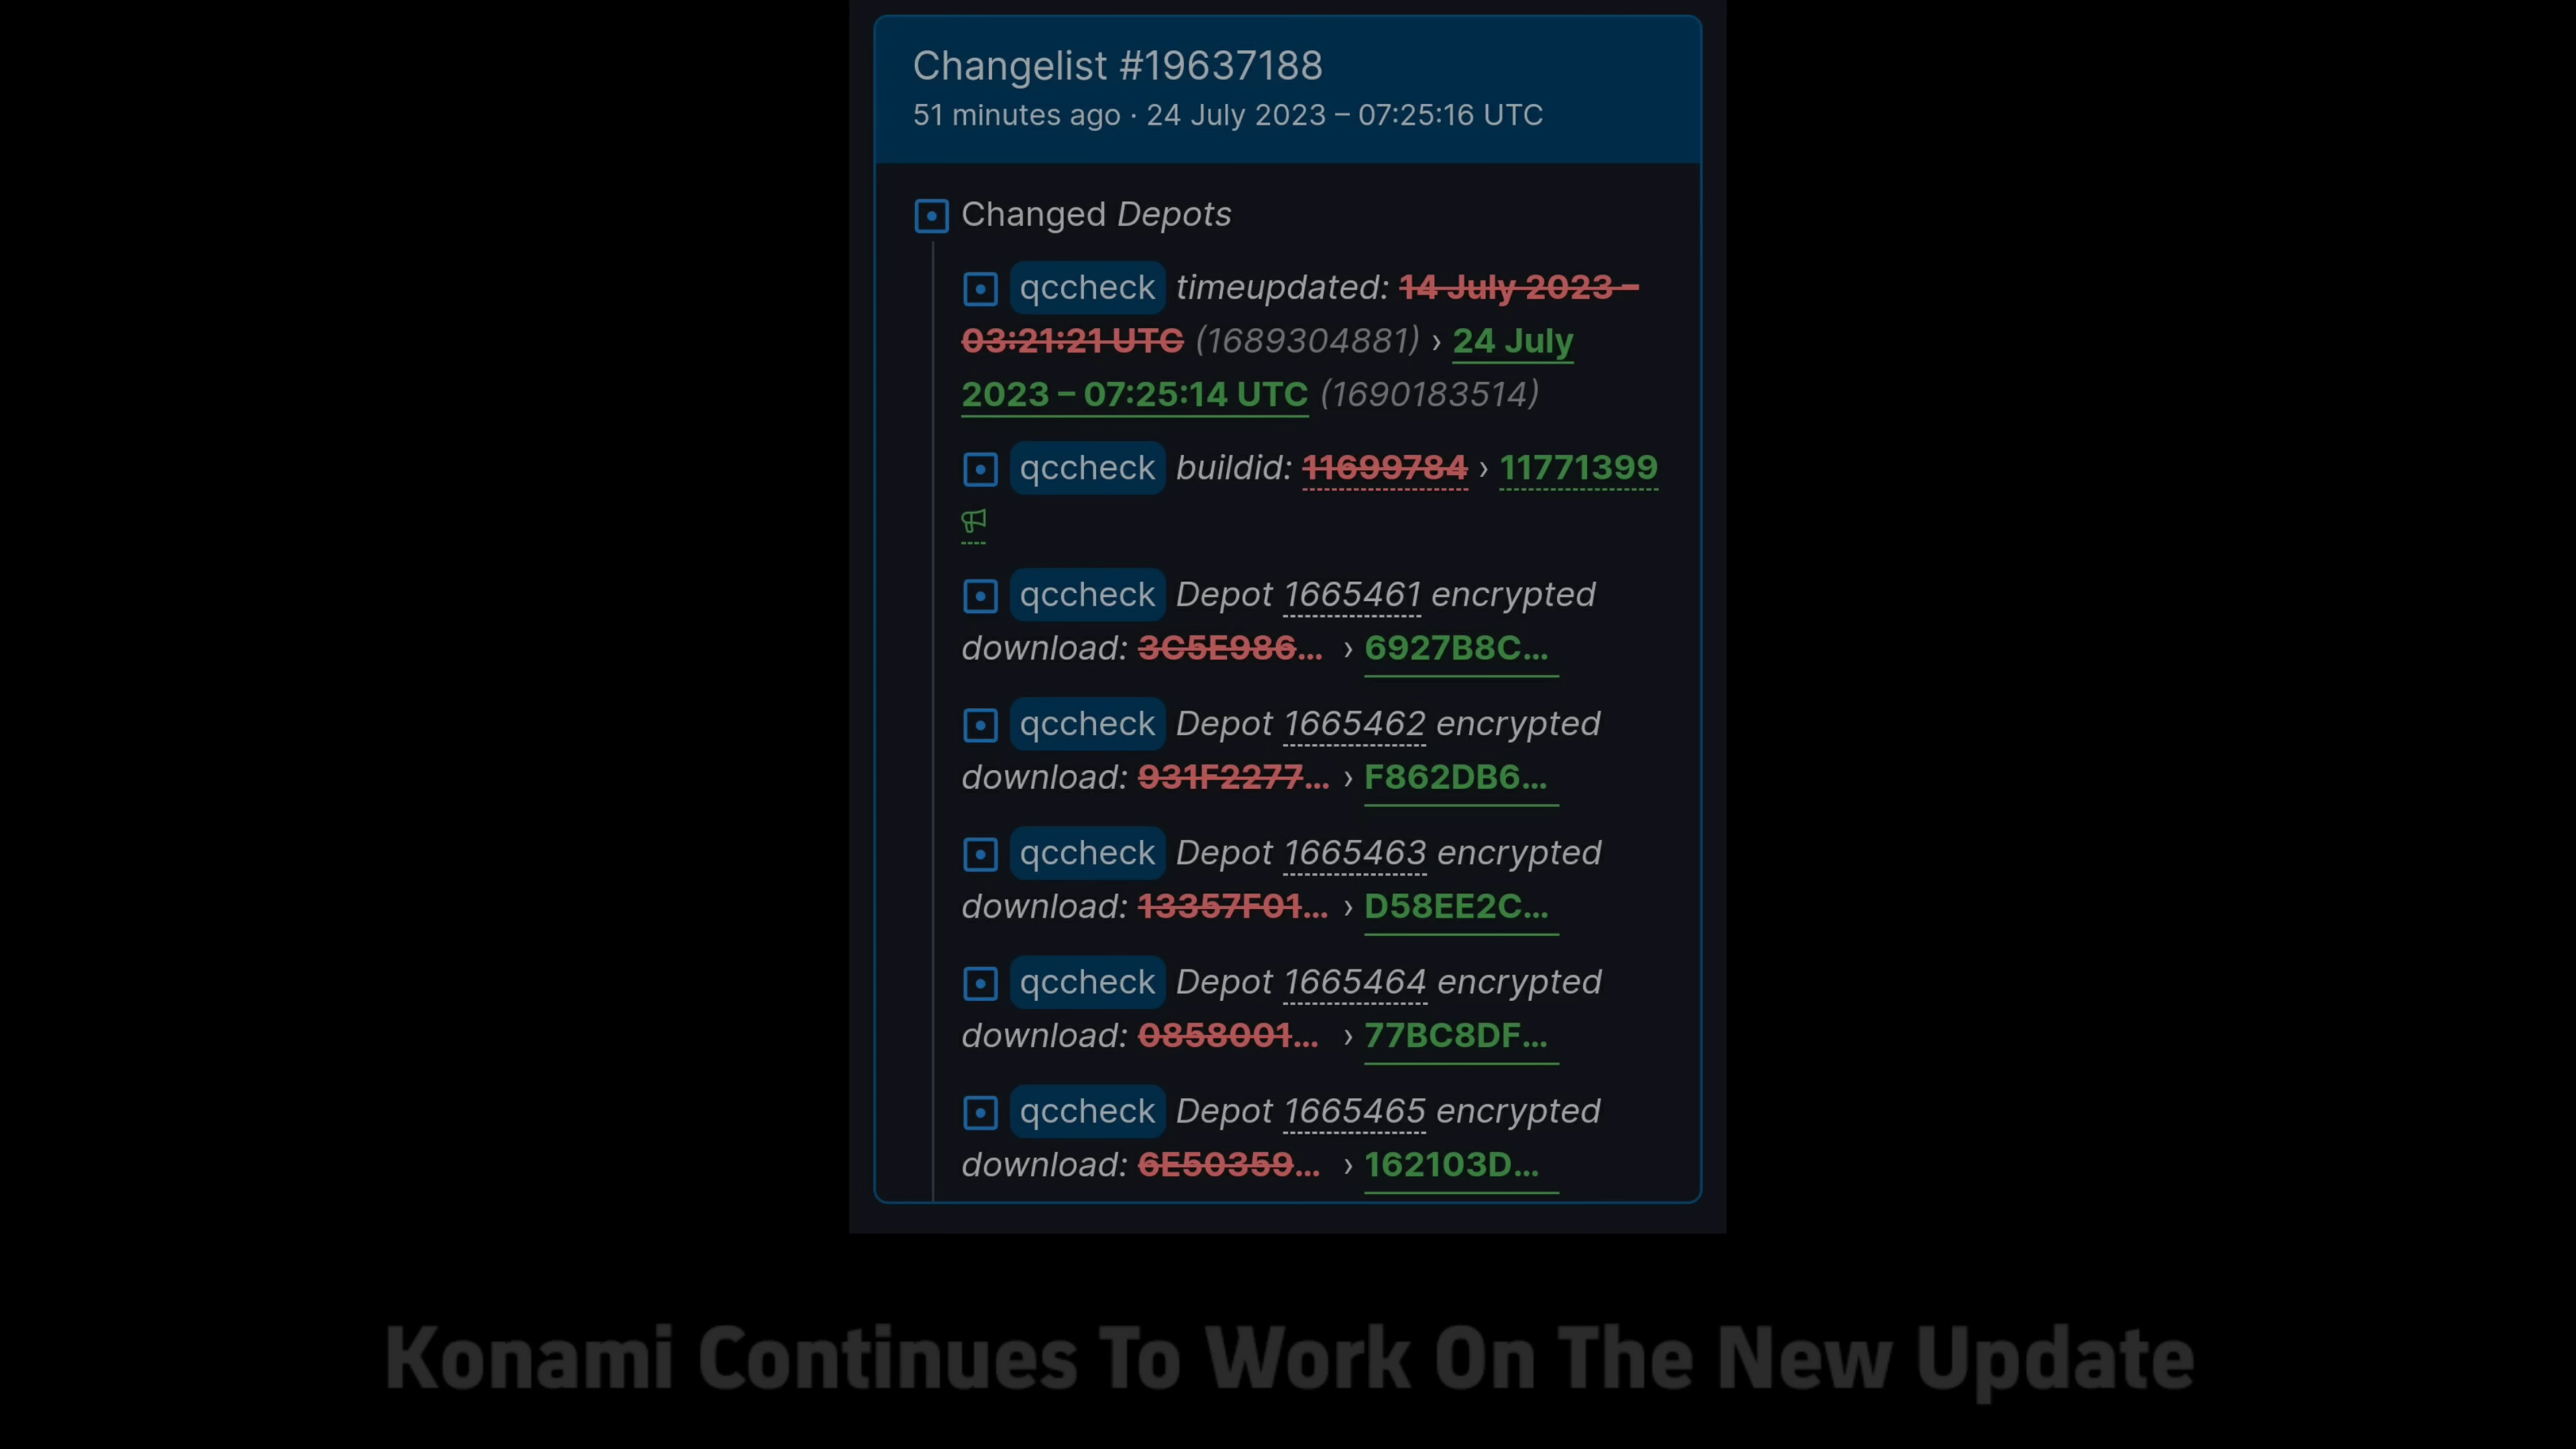 Changelist #19637188
51 minutes ago · 24 July 2023 – 07:25:16 UTC
Changed Depots
qccheck timeupdated: 14 July 2023 –
03:21:21 UTC (1689304881) › 24 July
2023 – 07:25:14 UTC (1690183514)
qccheck buildid: 11699784 › 11771399
qccheck Depot 1665461 encrypted
download: 3C5E986... › 6927B8C...
qccheck Depot 1665462 encrypted
download: 931F2277... › F862DB6...
qccheck Depot 1665463 encrypted
download: 13357F01... › D58EE2C...
qccheck Depot 1665464 encrypted
download: 0858001... › 77BC8DF...
qccheck Depot 1665465 encrypted
download: 6E50359... › 162103D...
Konami Continues To Work On The New Update